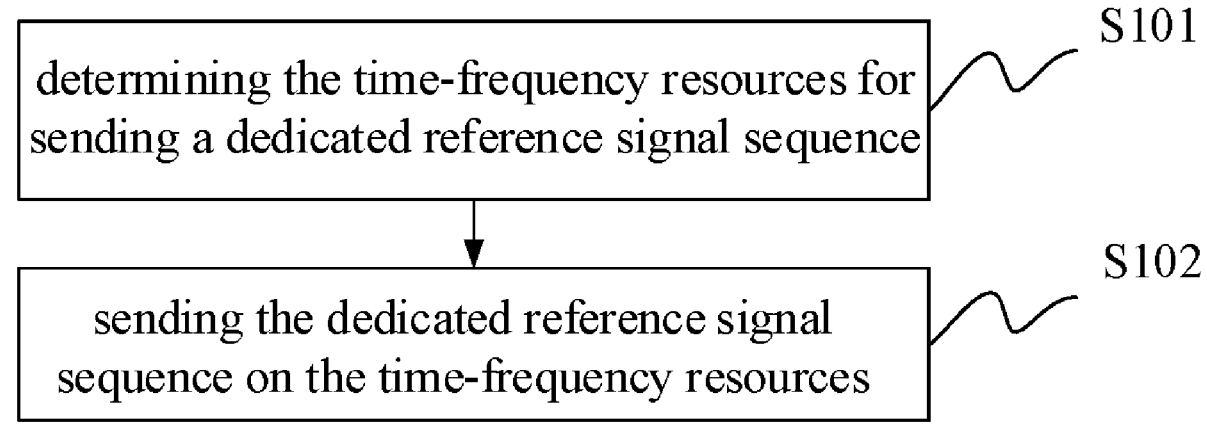 S101
determining the time-frequency resources for
sending a dedicated reference signal sequence
S102
sending the dedicated reference signal
sequence on the time-frequency resources